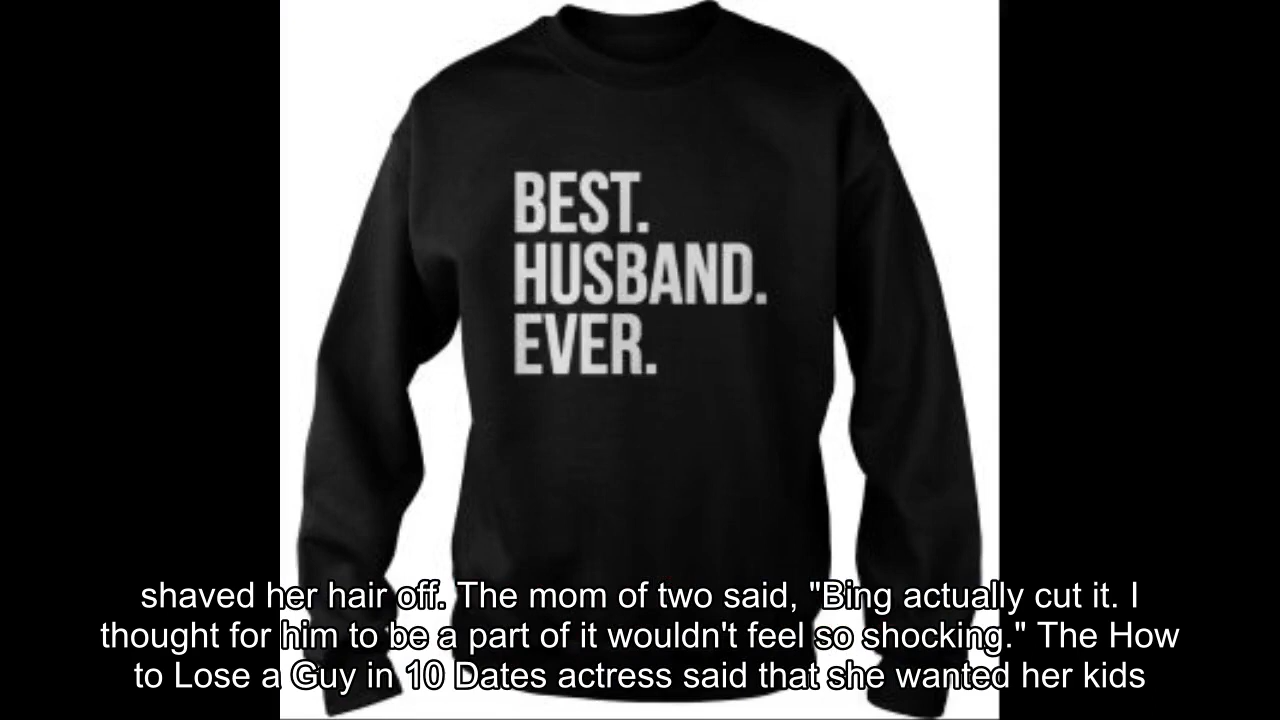 BEST.
HUSBAND.
EVER.
shaved her hair off. The mom of two said, "Bing actually cut it. I
thought for him to be a part of it wouldn't feel so shocking." The How
to Lose a Guy in 10 Dates actress said that she wanted her kids